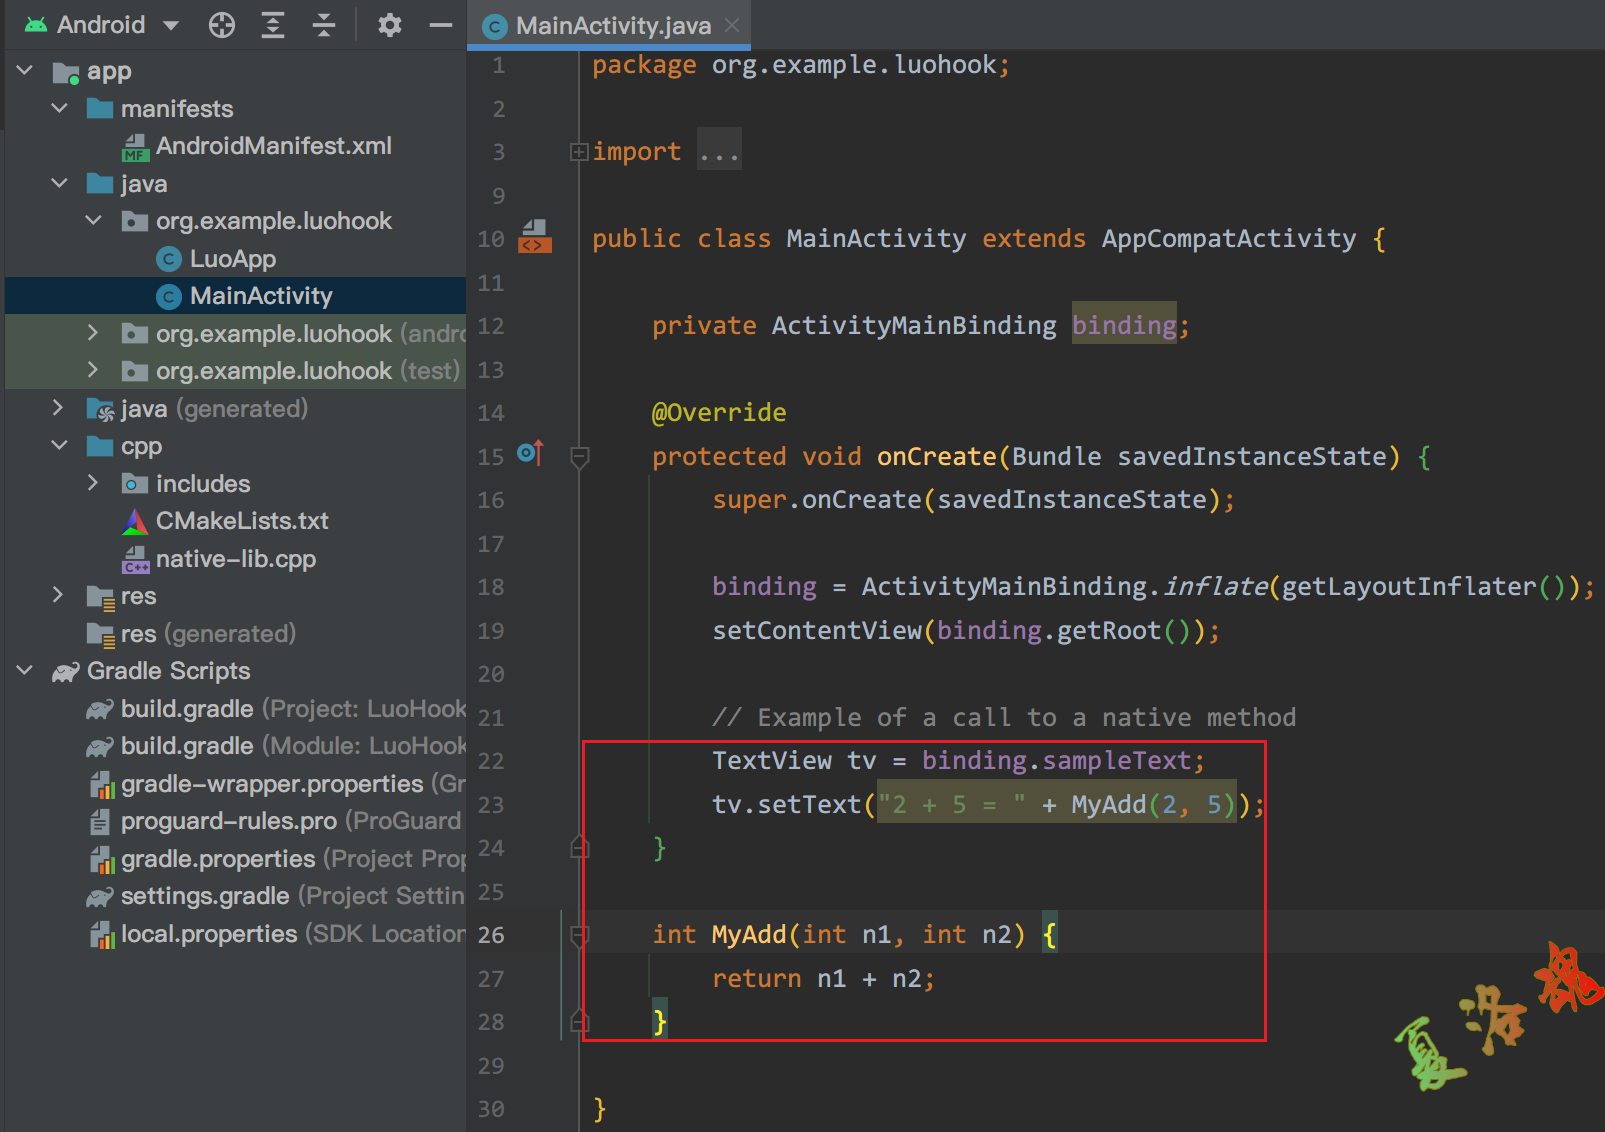 Android
app
manifests
AndroidManifest.xml
java
org.example.luohook
LuoApp
MainActivity
org.example.luohook (andro
org.example.luohook (test)
java (generated)
cpp
includes
CMakeLists.txt
native-lib.cpp
res
res (generated)
Gradle Scripts
build.gradle (Project: LuoHook
build.gradle (Module: LuoHook
gradle-wrapper.properties (Gr
proguard-rules.pro (ProGuard
gradle.properties (Project Prop
settings.gradle (Project Settin
local.properties (SDK Location
MainActivity.java
1 package org.example.luohook;
2
3 import ...
9
10 public class MainActivity extends AppCompatActivity {
11
12 private ActivityMainBinding binding;
13
14 @Override
15 protected void onCreate(Bundle savedInstanceState) {
16 super.onCreate(savedInstanceState);
17
18 binding = ActivityMainBinding.inflate(getLayoutInflater());
19 setContentView(binding.getRoot());
20
21 // Example of a call to a native method
22 TextView tv = binding.sampleText;
23 tv.setText("2 + 5 = " + MyAdd(2, 5));
24 }
25
26 int MyAdd(int n1, int n2) {
27 return n1 + n2;
28 }
29
30 }
夏洛魂